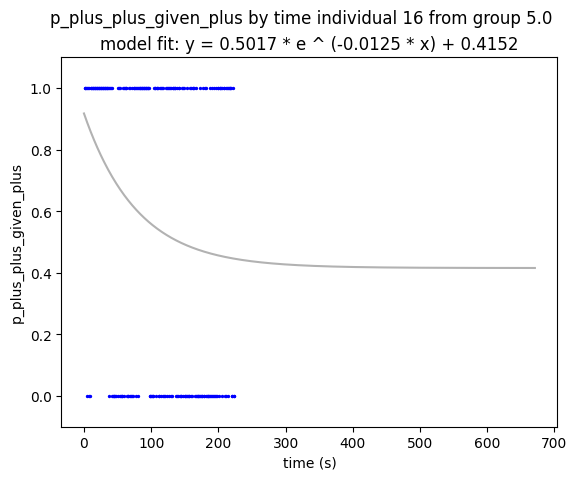 p_plus_plus_given_plus by time individual 16 from group 5.0
model fit: y = 0.5017 * e ^ (-0.0125 * x) + 0.4152
1.0
0.8
0.6
0.4
0.2
0.0
p_plus_plus_given_plus
0 100 200 300 400 500 600 700
time (s)